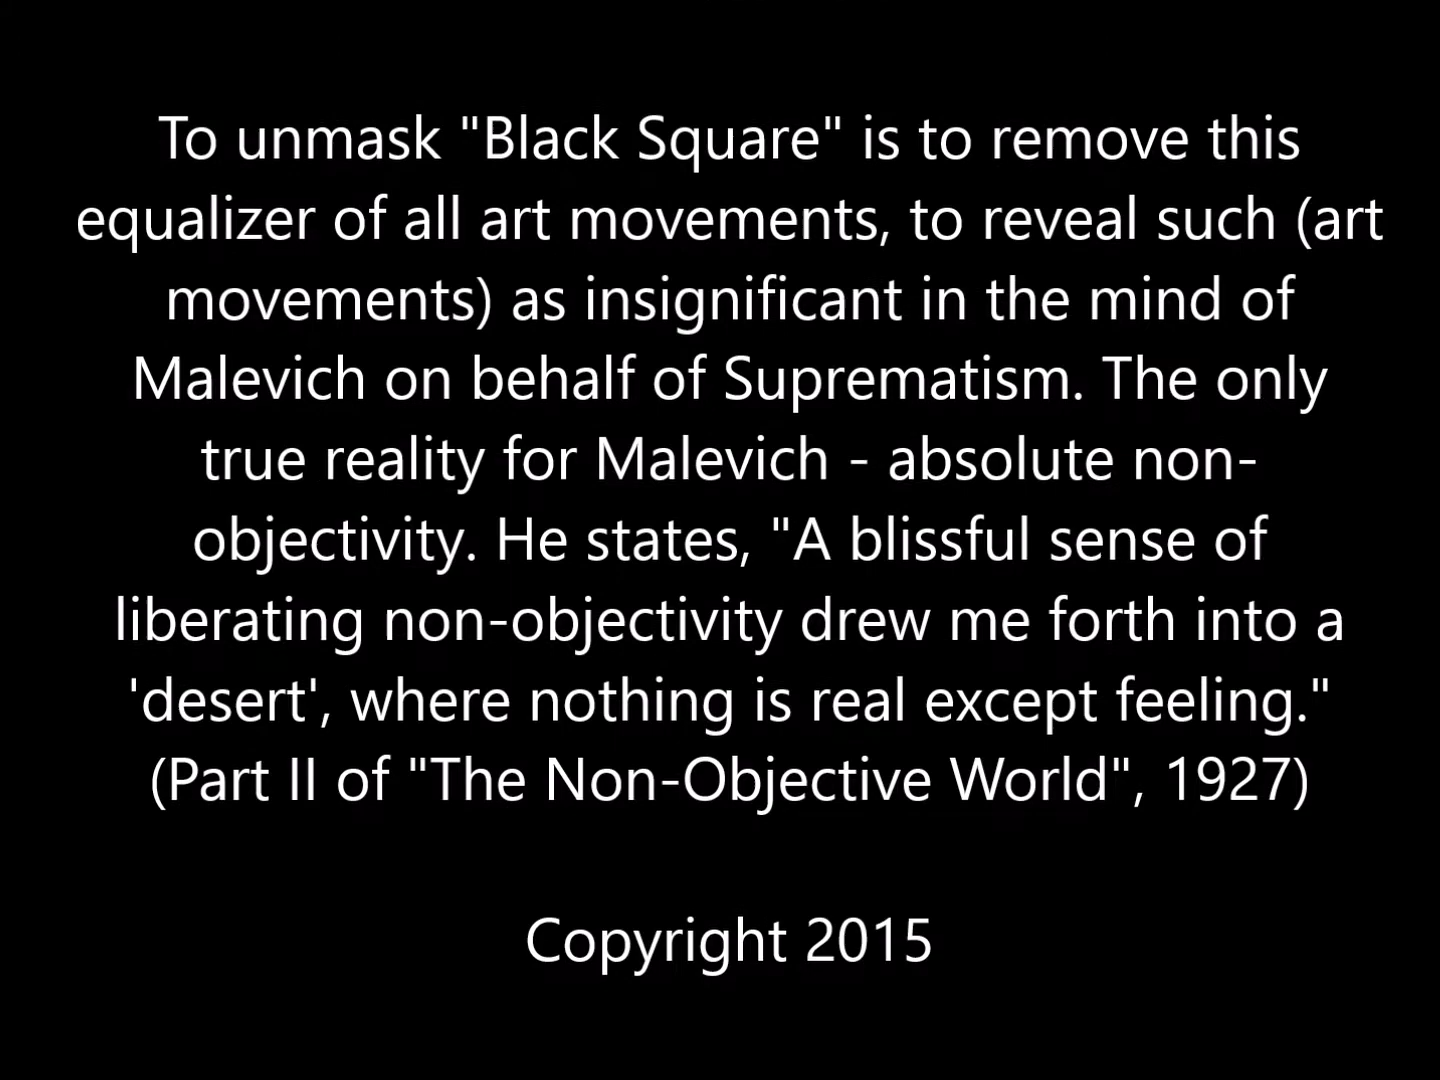 To unmask "Black Square" is to remove this
equalizer of all art movements, to reveal such (art
movements) as insignificant in the mind of
Malevich on behalf of Suprematism. The only
true reality for Malevich - absolute non-
objectivity. He states, "A blissful sense of
liberating non-objectivity drew me forth into a
'desert', where nothing is real except feeling."
(Part II of "The Non-Objective World", 1927)
Copyright 2015